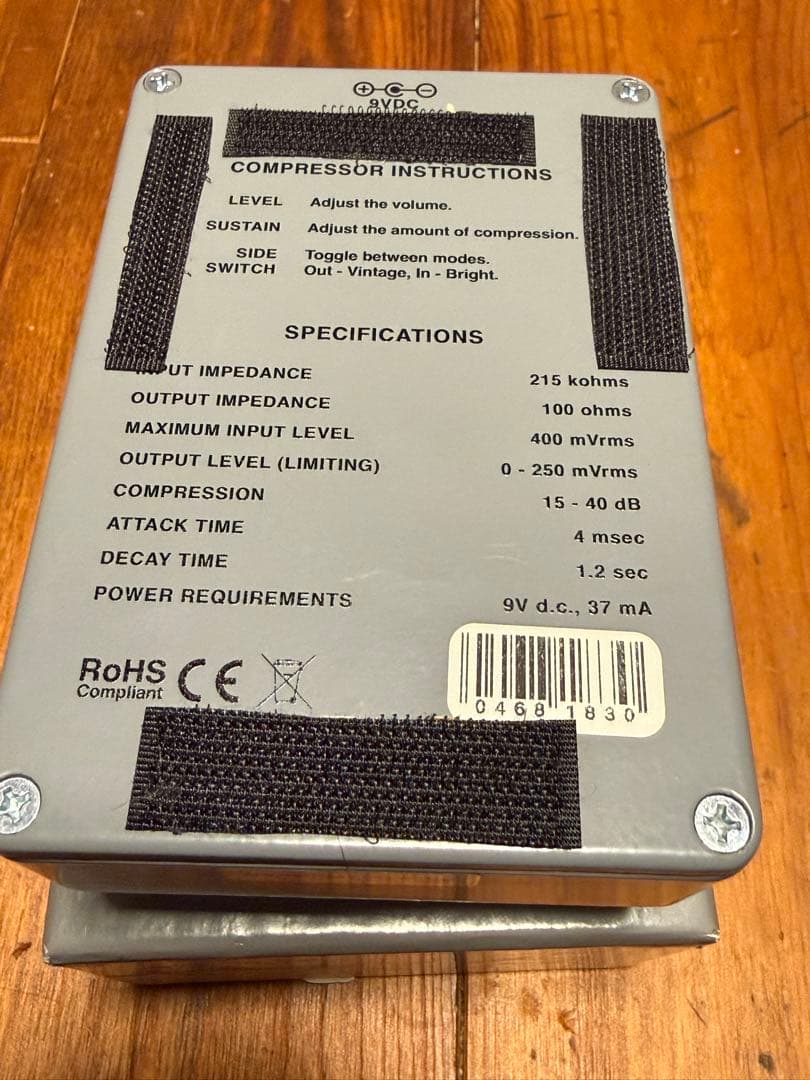 9VDC
COMPRESSOR INSTRUCTIONS
LEVEL Adjust the volume.
SUSTAIN Adjust the amount of compression.
SIDE SWITCH Toggle between modes.
Out - Vintage, In - Bright.
SPECIFICATIONS
INPUT IMPEDANCE 215 kohms
OUTPUT IMPEDANCE 100 ohms
MAXIMUM INPUT LEVEL 400 mVrms
OUTPUT LEVEL (LIMITING) 0 - 250 mVrms
COMPRESSION 15 - 40 dB
ATTACK TIME 4 msec
DECAY TIME 1.2 sec
POWER REQUIREMENTS 9V d.c., 37 mA
RoHS
Compliant
CE
0468 1830